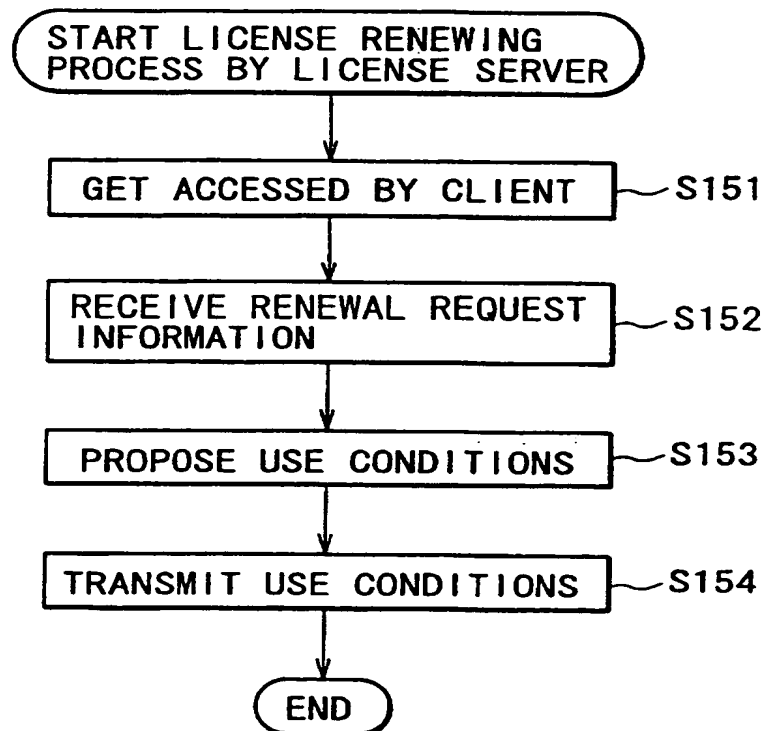 START LICENSE RENEWING
PROCESS BY LICENSE SERVER
GET ACCESSED BY CLIENT
S151
RECEIVE RENEWAL REQUEST
INFORMATION
S152
PROPOSE USE CONDITIONS
S153
TRANSMIT USE CONDITIONS
S154
END